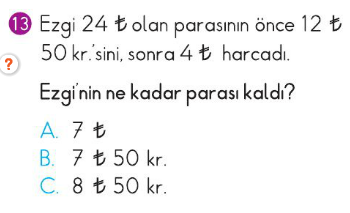 13 Ezgi 24 ₺ olan parasının önce 12 ₺
? 50 kr.'sini, sonra 4 ₺ harcadı.
Ezgi'nin ne kadar parası kaldı?
A. 7 ₺
B. 7 ₺ 50 kr.
C. 8 ₺ 50 kr.